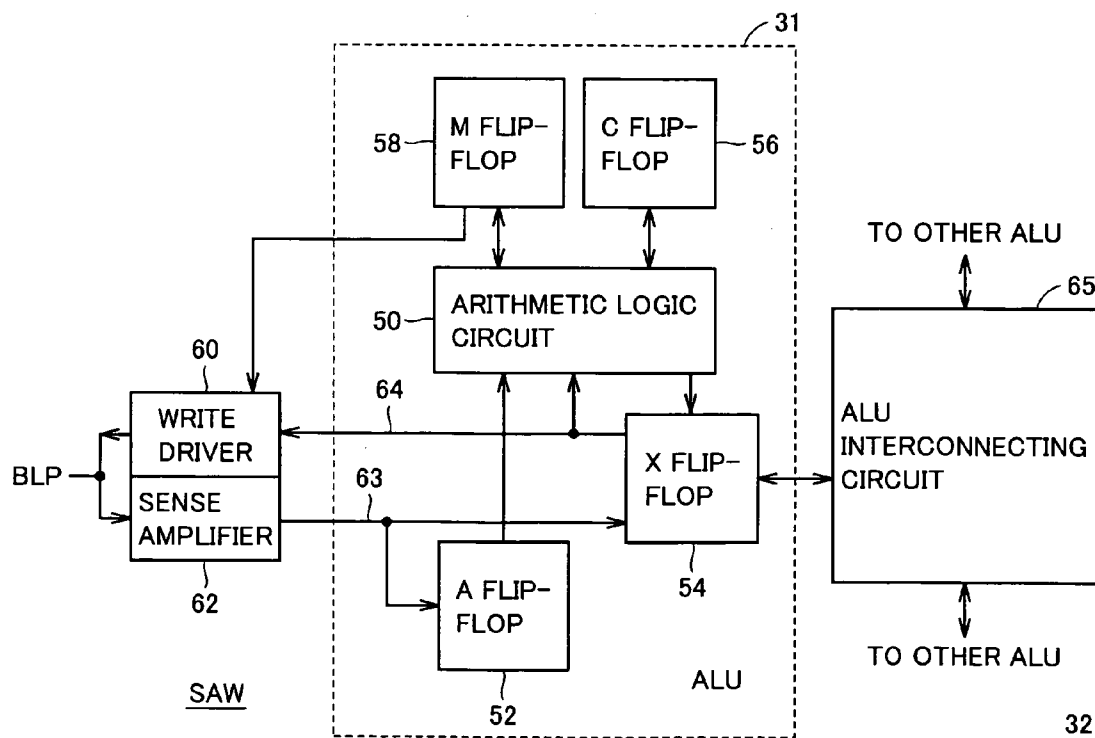 31
M FLIP-
FLOP
58
C FLIP-
FLOP
56
TO OTHER ALU
65
ARITHMETIC LOGIC
CIRCUIT
50
60
64
WRITE
DRIVER
BLP
SENSE
AMPLIFIER
62
63
X FLIP-
FLOP
54
ALU
INTERCONNECTING
CIRCUIT
A FLIP-
FLOP
52
TO OTHER ALU
SAW
ALU
32